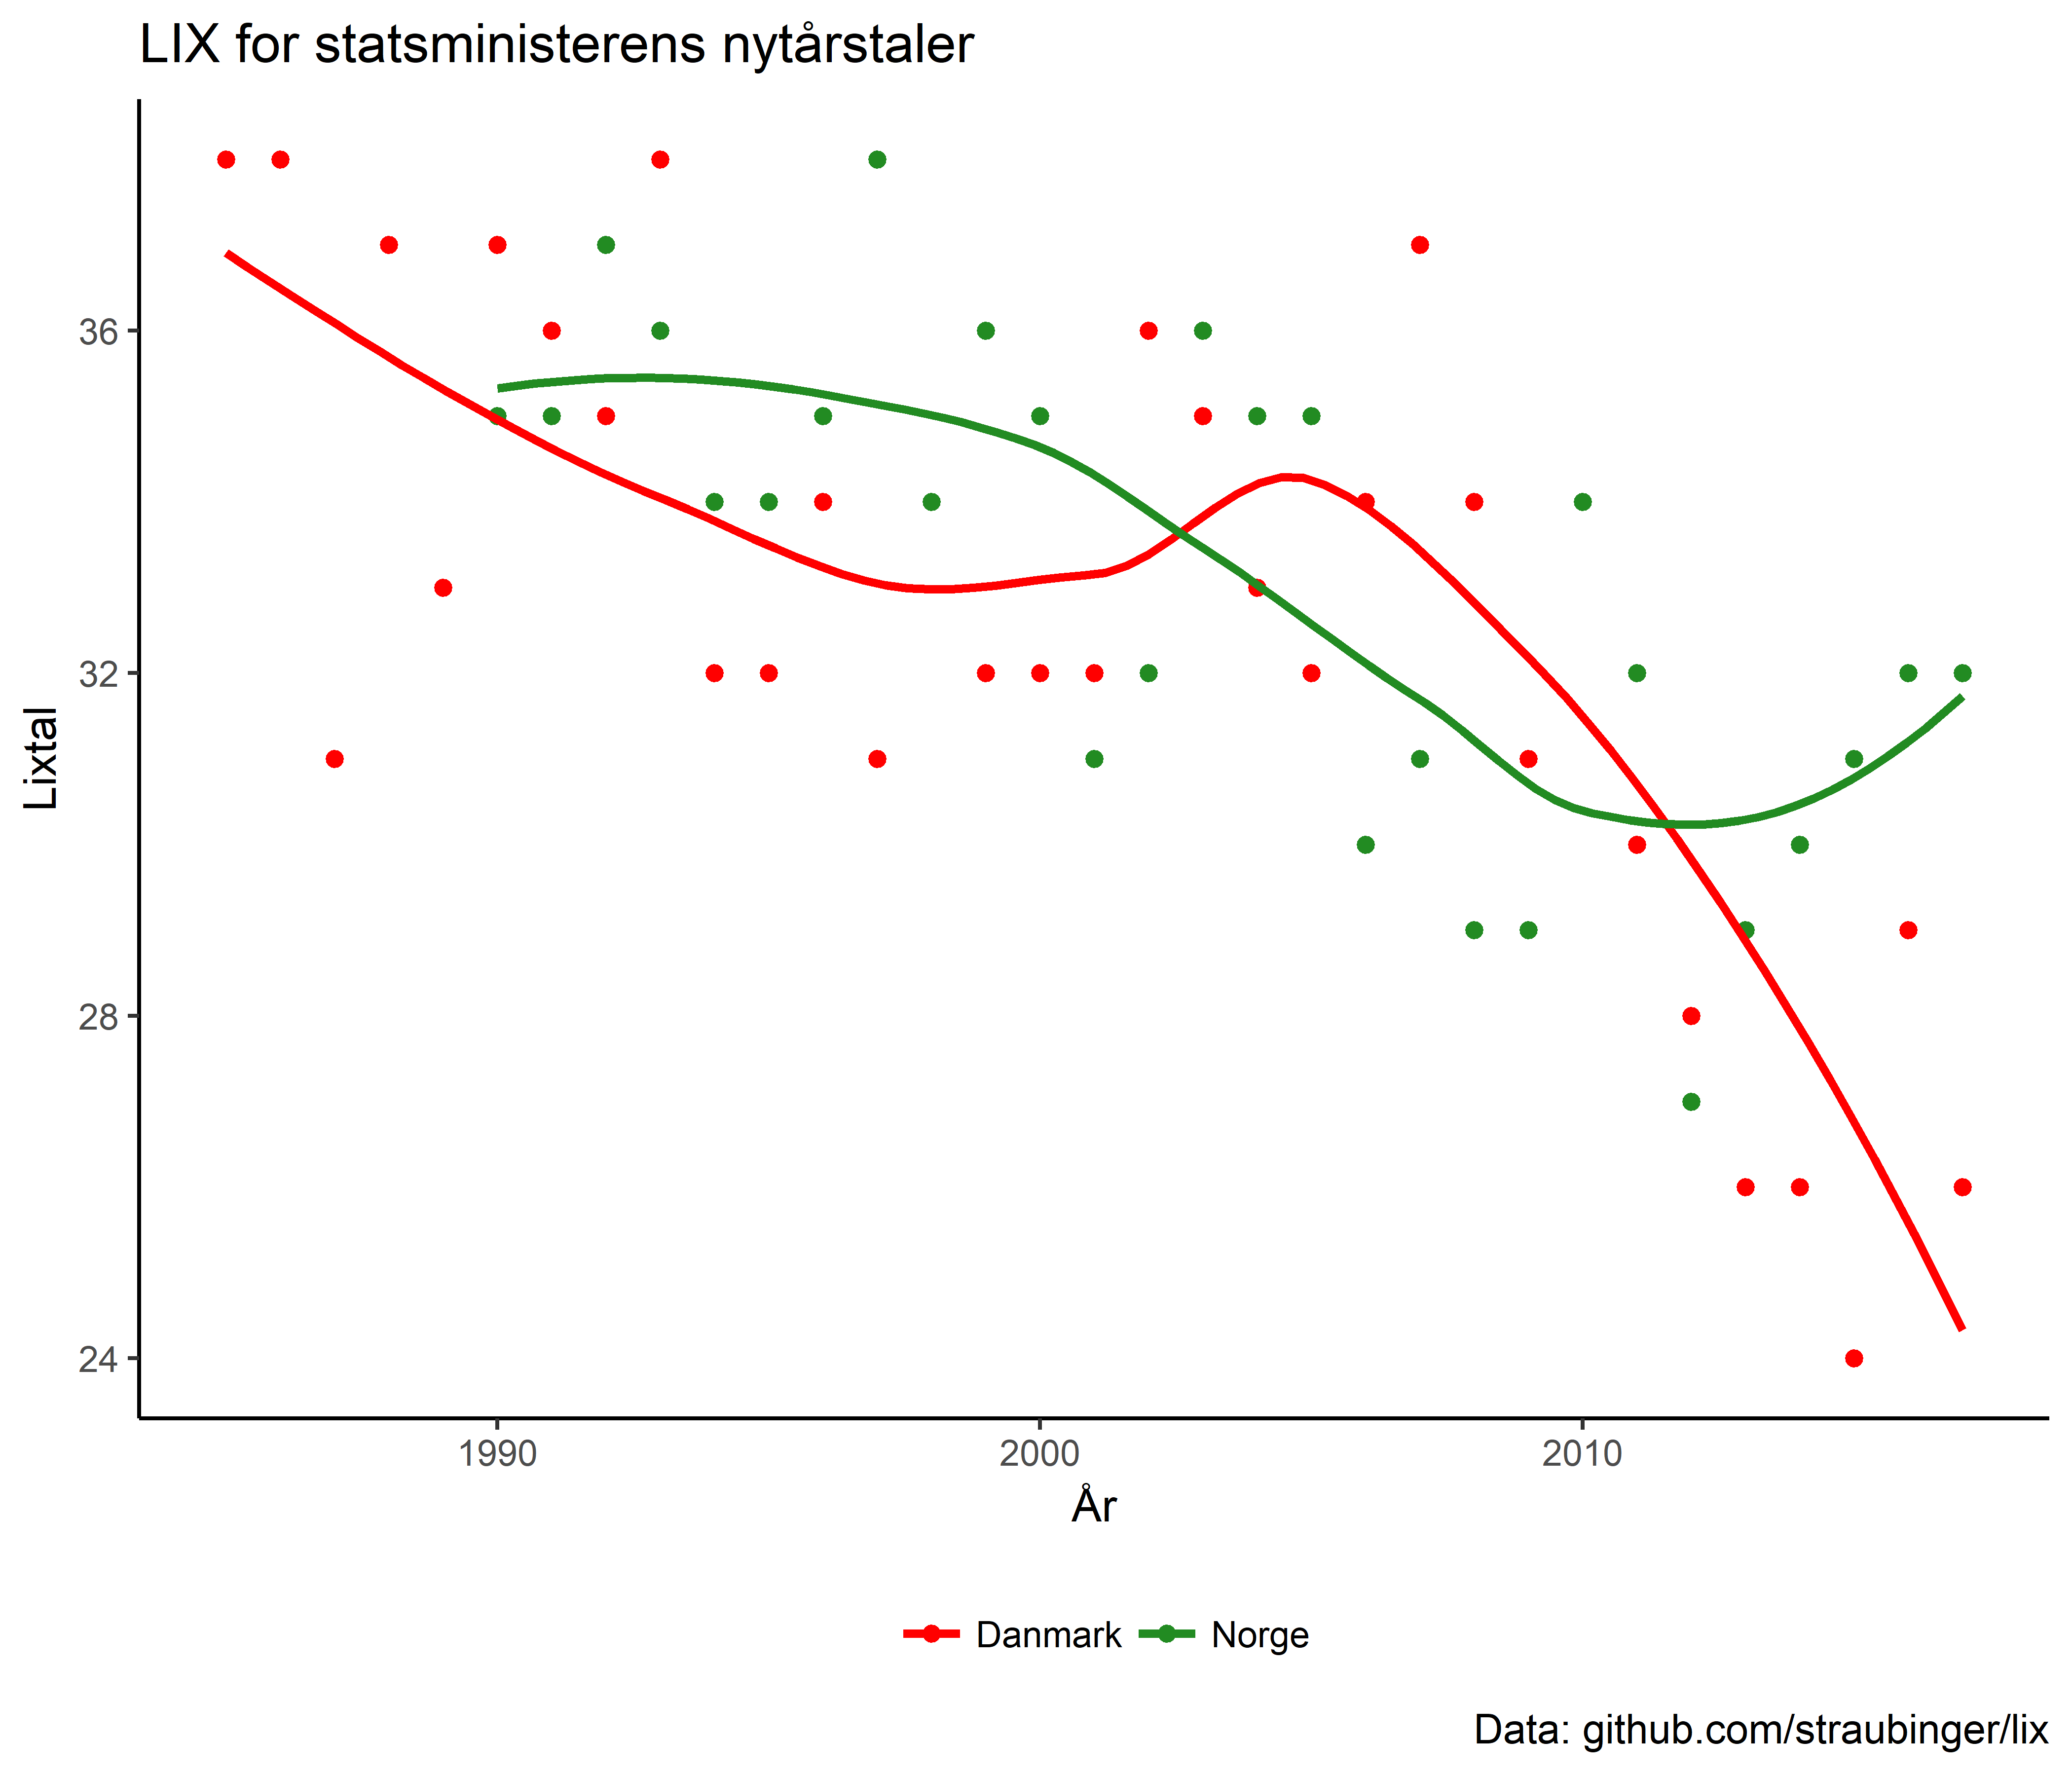 LIX for statsministerens nytårstaler
Lixtal
36
32
28
24
1990 2000 2010
År
Danmark Norge
Data: github.com/straubinger/lix